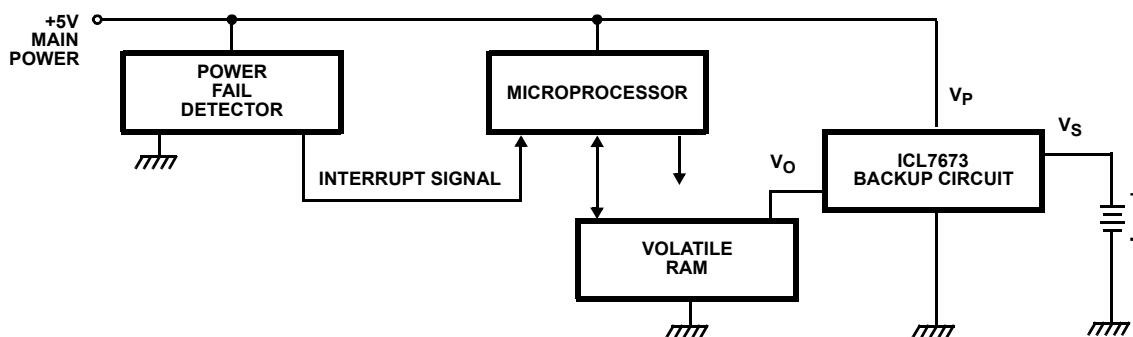 +5V
MAIN
POWER
POWER
FAIL
DETECTOR
MICROPROCESSOR
VP
VS
ICL7673
BACKUP CIRCUIT
VO
INTERRUPT SIGNAL
VOLATILE
RAM